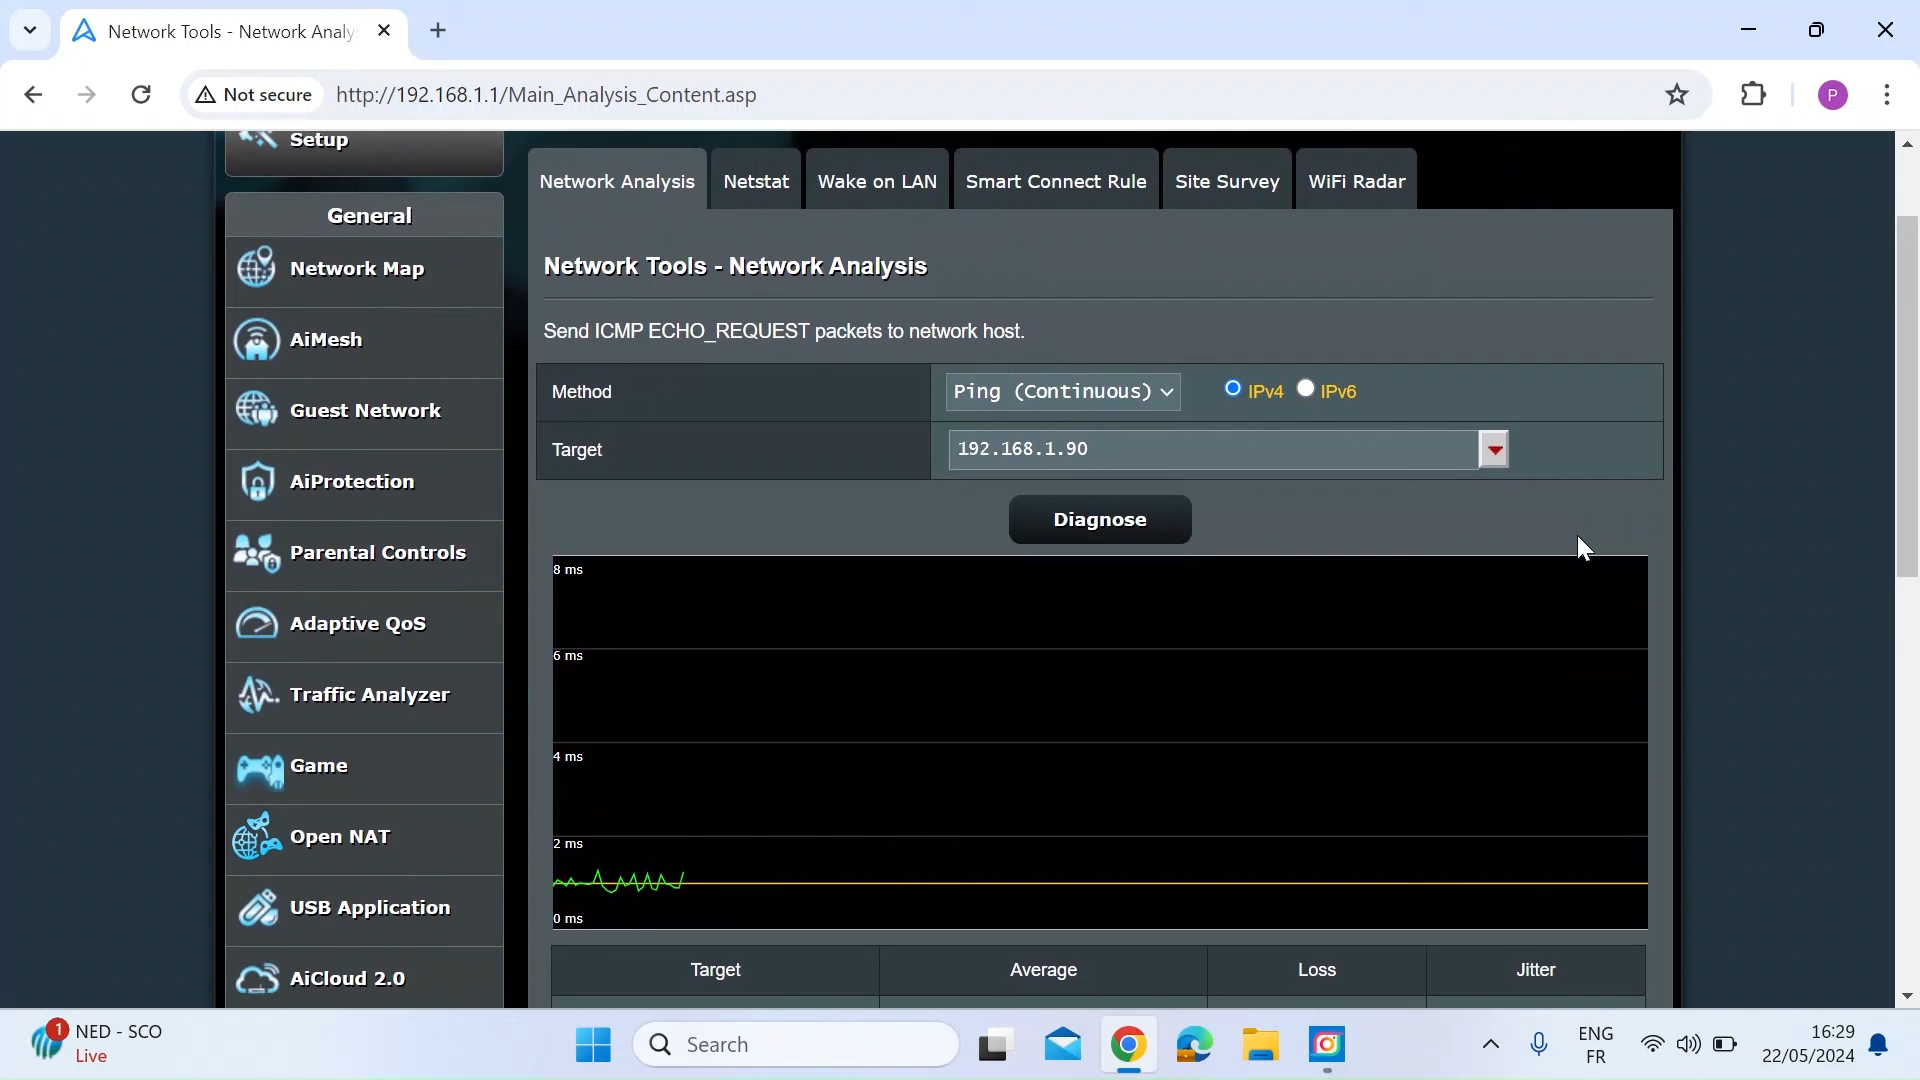 Network Tools - Network Analy
Not secure
http://192.168.1.1/Main_Analysis_Content.asp
P
Setup
General
Network Map
AiMesh
Guest Network
AiProtection
Parental Controls
Adaptive QoS
Traffic Analyzer
Game
Open NAT
USB Application
AiCloud 2.0
Network Analysis
Netstat
Wake on LAN
Smart Connect Rule
Site Survey
WiFi Radar
Network Tools - Network Analysis
Send ICMP ECHO_REQUEST packets to network host.
Method
Ping (Continuous)
IPv4
IPv6
Target
192.168.1.90
Diagnose
8 ms
6 ms
4 ms
2 ms
0 ms
Target
Average
Loss
Jitter
1
NED - SCO
Live
Search
ENG
FR
16:29
22/05/2024